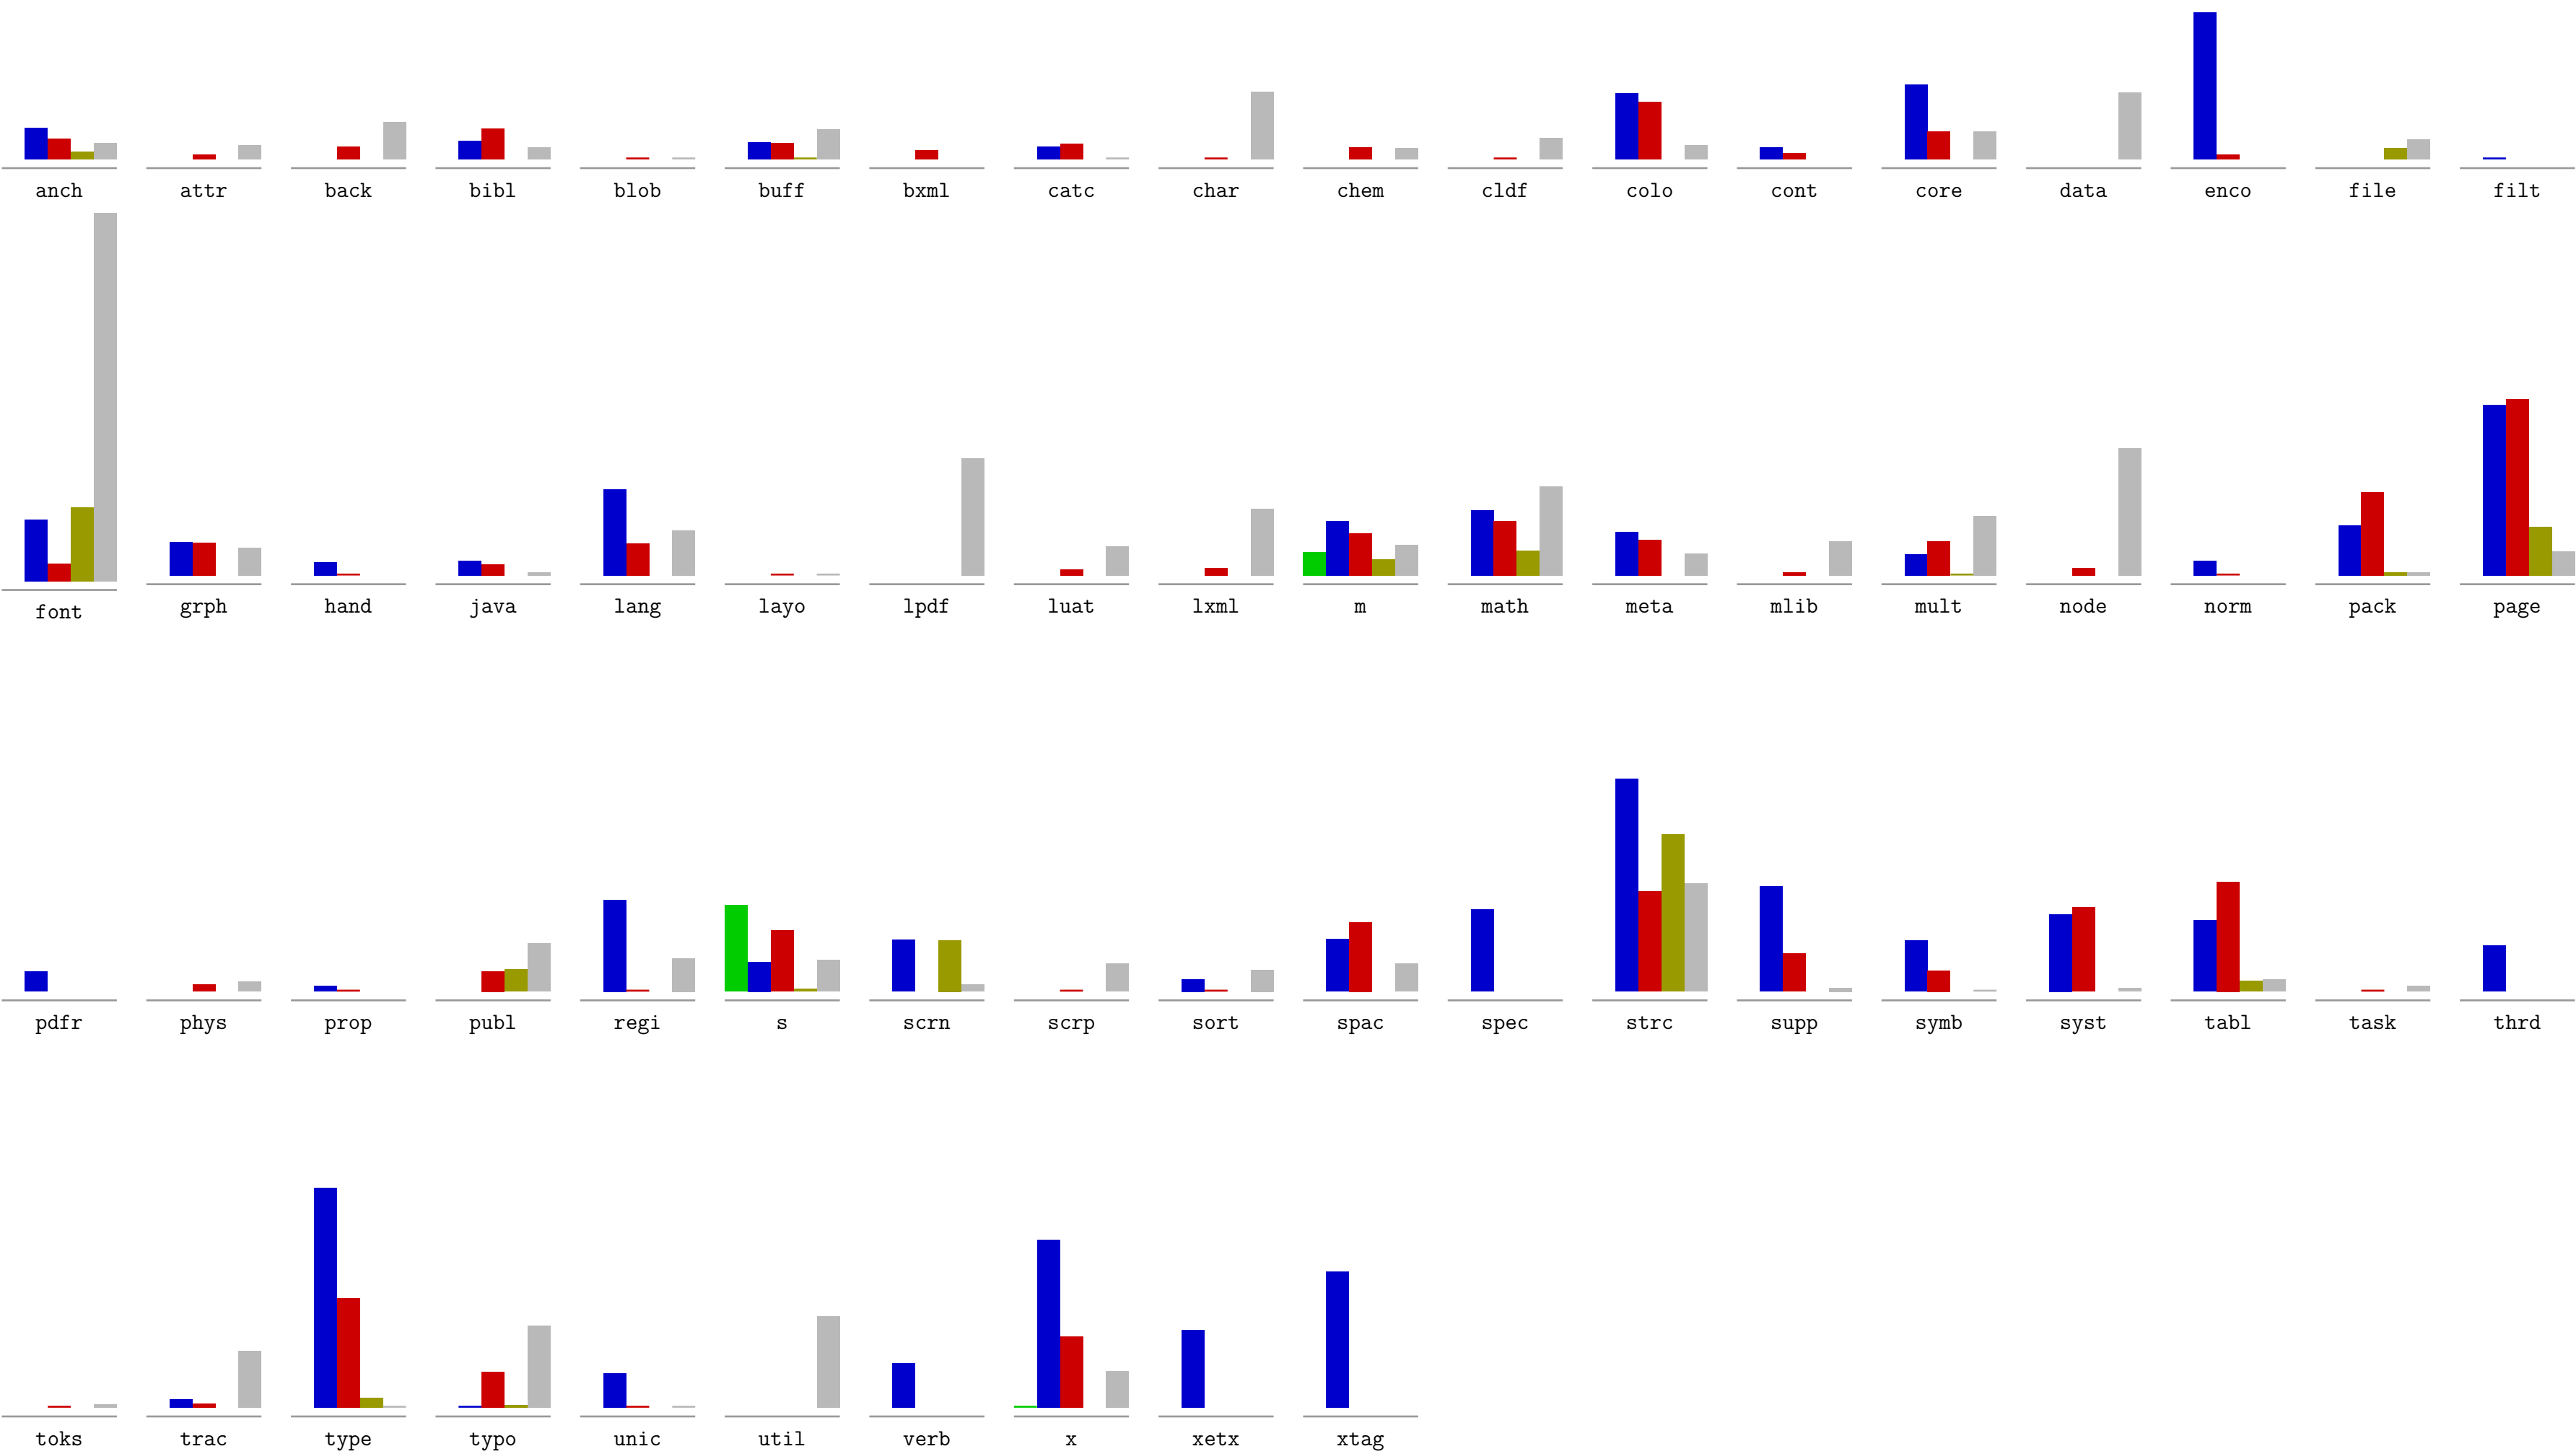 anch attr back bibl blob buff bxml catc char chem cldf colo cont core data enco file filt
font grph hand java lang layo lpdf luat lxml m math meta mlib mult node norm pack page
pdfr phys prop publ regi s scrn scrp sort spac spec strc supp symb syst tabl task thrd
toks trac type typo unic util verb x xetx xtag